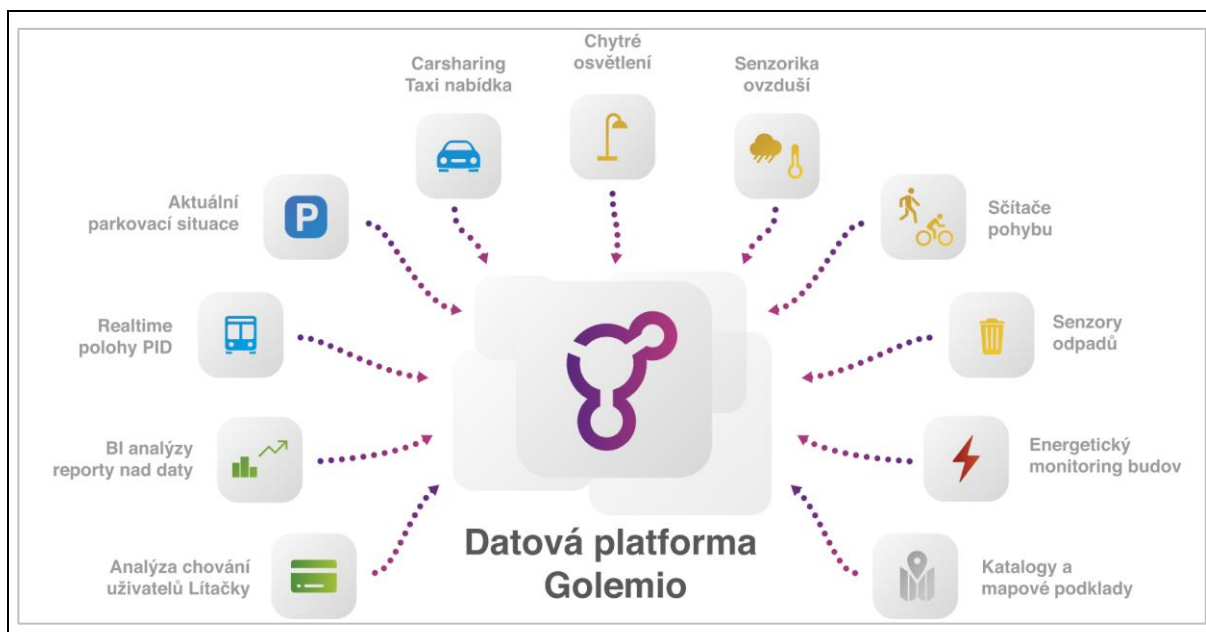 Chytré
osvětlení
Carsharing
Taxi nabídka
Senzorika
ovzduší
Aktuální
parkovací situace
P
Sčítače
pohybu
Realtime
polohy PID
Senzory
odpadů
BI analýzy
reporty nad daty
Energetický
monitoring budov
Analýza chování
uživatelů Lítačky
Katalogy a
mapové podklady
Datová platforma
Golemio